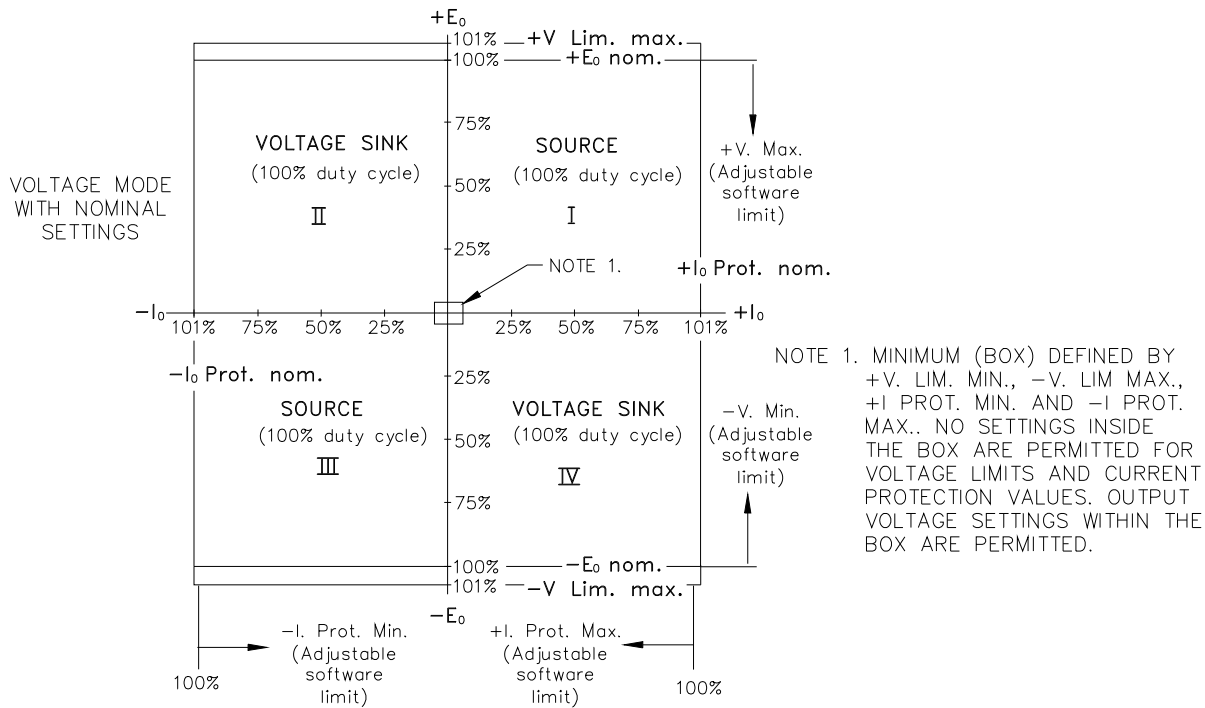 +E₀
101% +V Lim. max.
100% +E₀ nom.
75%
VOLTAGE SINK
(100% duty cycle)
II
SOURCE
(100% duty cycle)
I
50%
25%
+V. Max.
(Adjustable
software
limit)
VOLTAGE MODE
WITH NOMINAL
SETTINGS
NOTE 1.
+I₀ Prot. nom.
−I₀
+I₀
101% 75% 50% 25% 25% 50% 75% 101%
−I₀ Prot. nom.
25%
SOURCE
(100% duty cycle)
III
VOLTAGE SINK
(100% duty cycle)
IV
50%
75%
−V. Min.
(Adjustable
software
limit)
NOTE 1. MINIMUM (BOX) DEFINED BY
+V. LIM. MIN., −V. LIM MAX.,
+I PROT. MIN. AND −I PROT.
MAX.. NO SETTINGS INSIDE
THE BOX ARE PERMITTED FOR
VOLTAGE LIMITS AND CURRENT
PROTECTION VALUES. OUTPUT
VOLTAGE SETTINGS WITHIN THE
BOX ARE PERMITTED.
100% −E₀ nom.
101% −V Lim. max.
−E₀
−I. Prot. Min.
(Adjustable
software
limit)
+I. Prot. Max.
(Adjustable
software
limit)
100%
100%